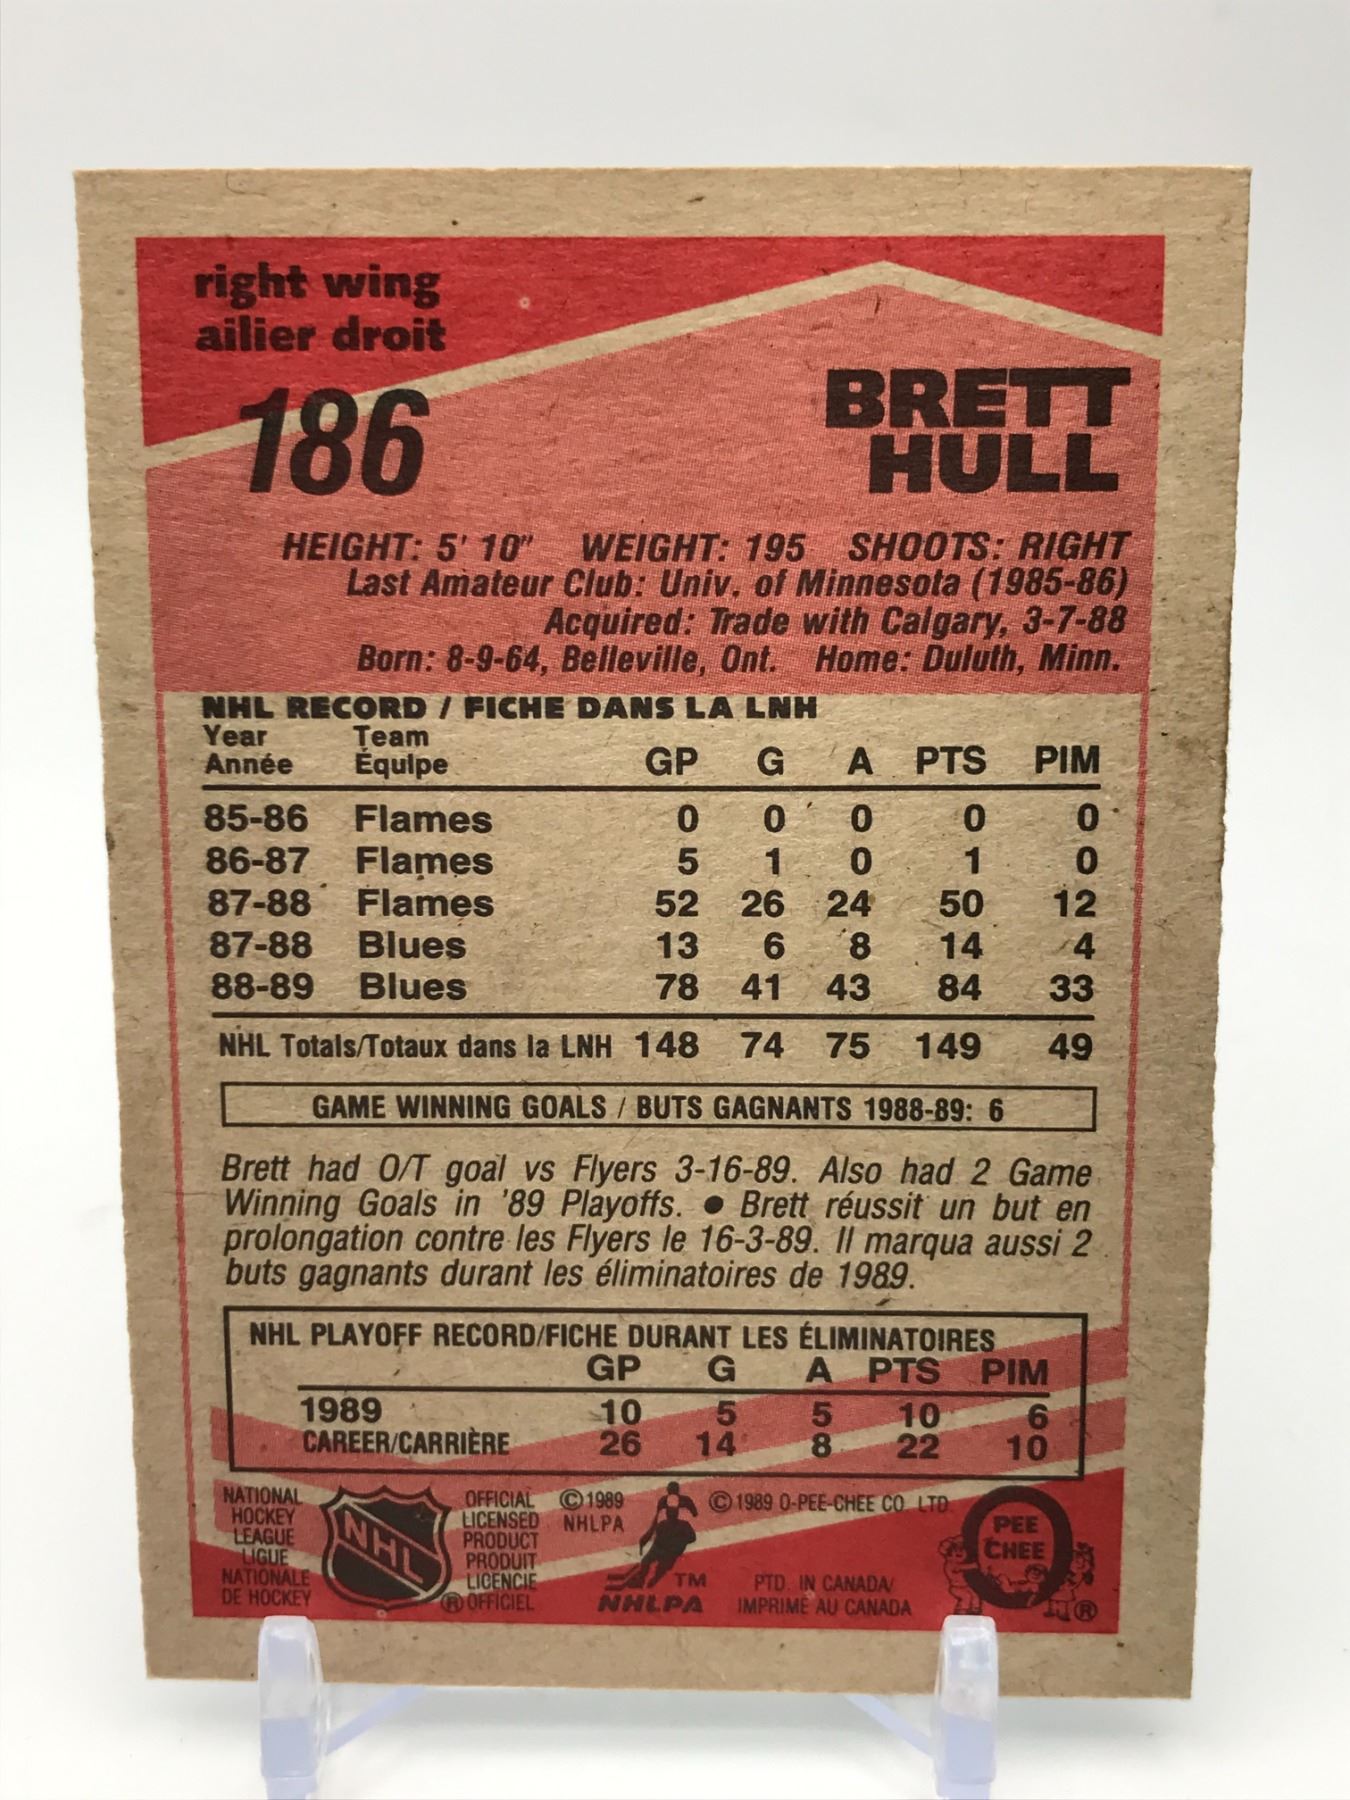 right wing
ailier droit
186
BRETT
HULL
HEIGHT: 5' 10" WEIGHT: 195 SHOOTS: RIGHT
Last Amateur Club: Univ. of Minnesota (1985-86)
Acquired: Trade with Calgary, 3-7-88
Born: 8-9-64, Belleville, Ont. Home: Duluth, Minn.
NHL RECORD / FICHE DANS LA LNH
Year Team
Année Équipe GP G A PTS PIM
85-86 Flames 0 0 0 0 0
86-87 Flames 5 1 0 1 0
87-88 Flames 52 26 24 50 12
87-88 Blues 13 6 8 14 4
88-89 Blues 78 41 43 84 33
NHL Totals/Totaux dans la LNH 148 74 75 149 49
GAME WINNING GOALS / BUTS GAGNANTS 1988-89: 6
Brett had O/T goal vs Flyers 3-16-89. Also had 2 Game
Winning Goals in '89 Playoffs. ● Brett réussit un but en
prolongation contre les Flyers le 16-3-89. Il marqua aussi 2
buts gagnants durant les éliminatoires de 1989.
NHL PLAYOFF RECORD/FICHE DURANT LES ÉLIMINATOIRES
GP G A PTS PIM
1989 10 5 5 10 6
CAREER/CARRIÈRE 26 14 8 22 10
NATIONAL
HOCKEY
LEAGUE
LIGUE
NATIONALE
DE HOCKEY
NHL
®
OFFICIAL
LICENSED
PRODUCT
PRODUIT
LICENCIE
OFFICIEL
© 1989
NHLPA
TM
NHLPA
© 1989 O-PEE-CHEE CO. LTD.
PTD. IN CANADA/
IMPRIMÉ AU CANADA
O
PEE
CHEE
®